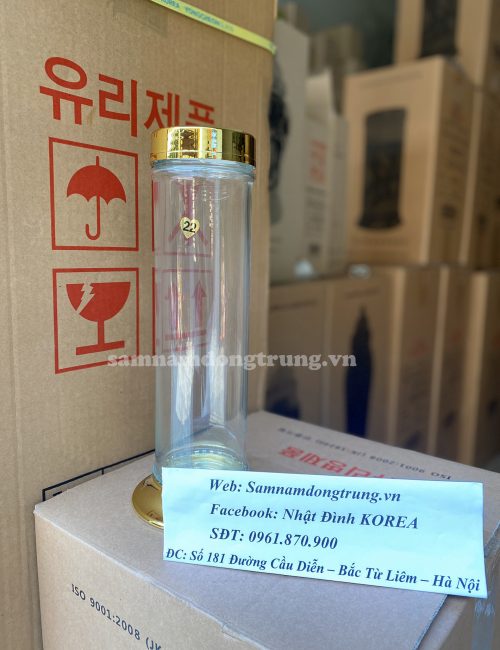 유리제품
22
samnamdongtrung.vn
Web: Samnamdongtrung.vn
Facebook: Nhật Đình KOREA
SĐT: 0961.870.900
ĐC: Số 181 Đường Cầu Diễn – Bắc Từ Liêm – Hà Nội
ISO 9001:2008 (JK